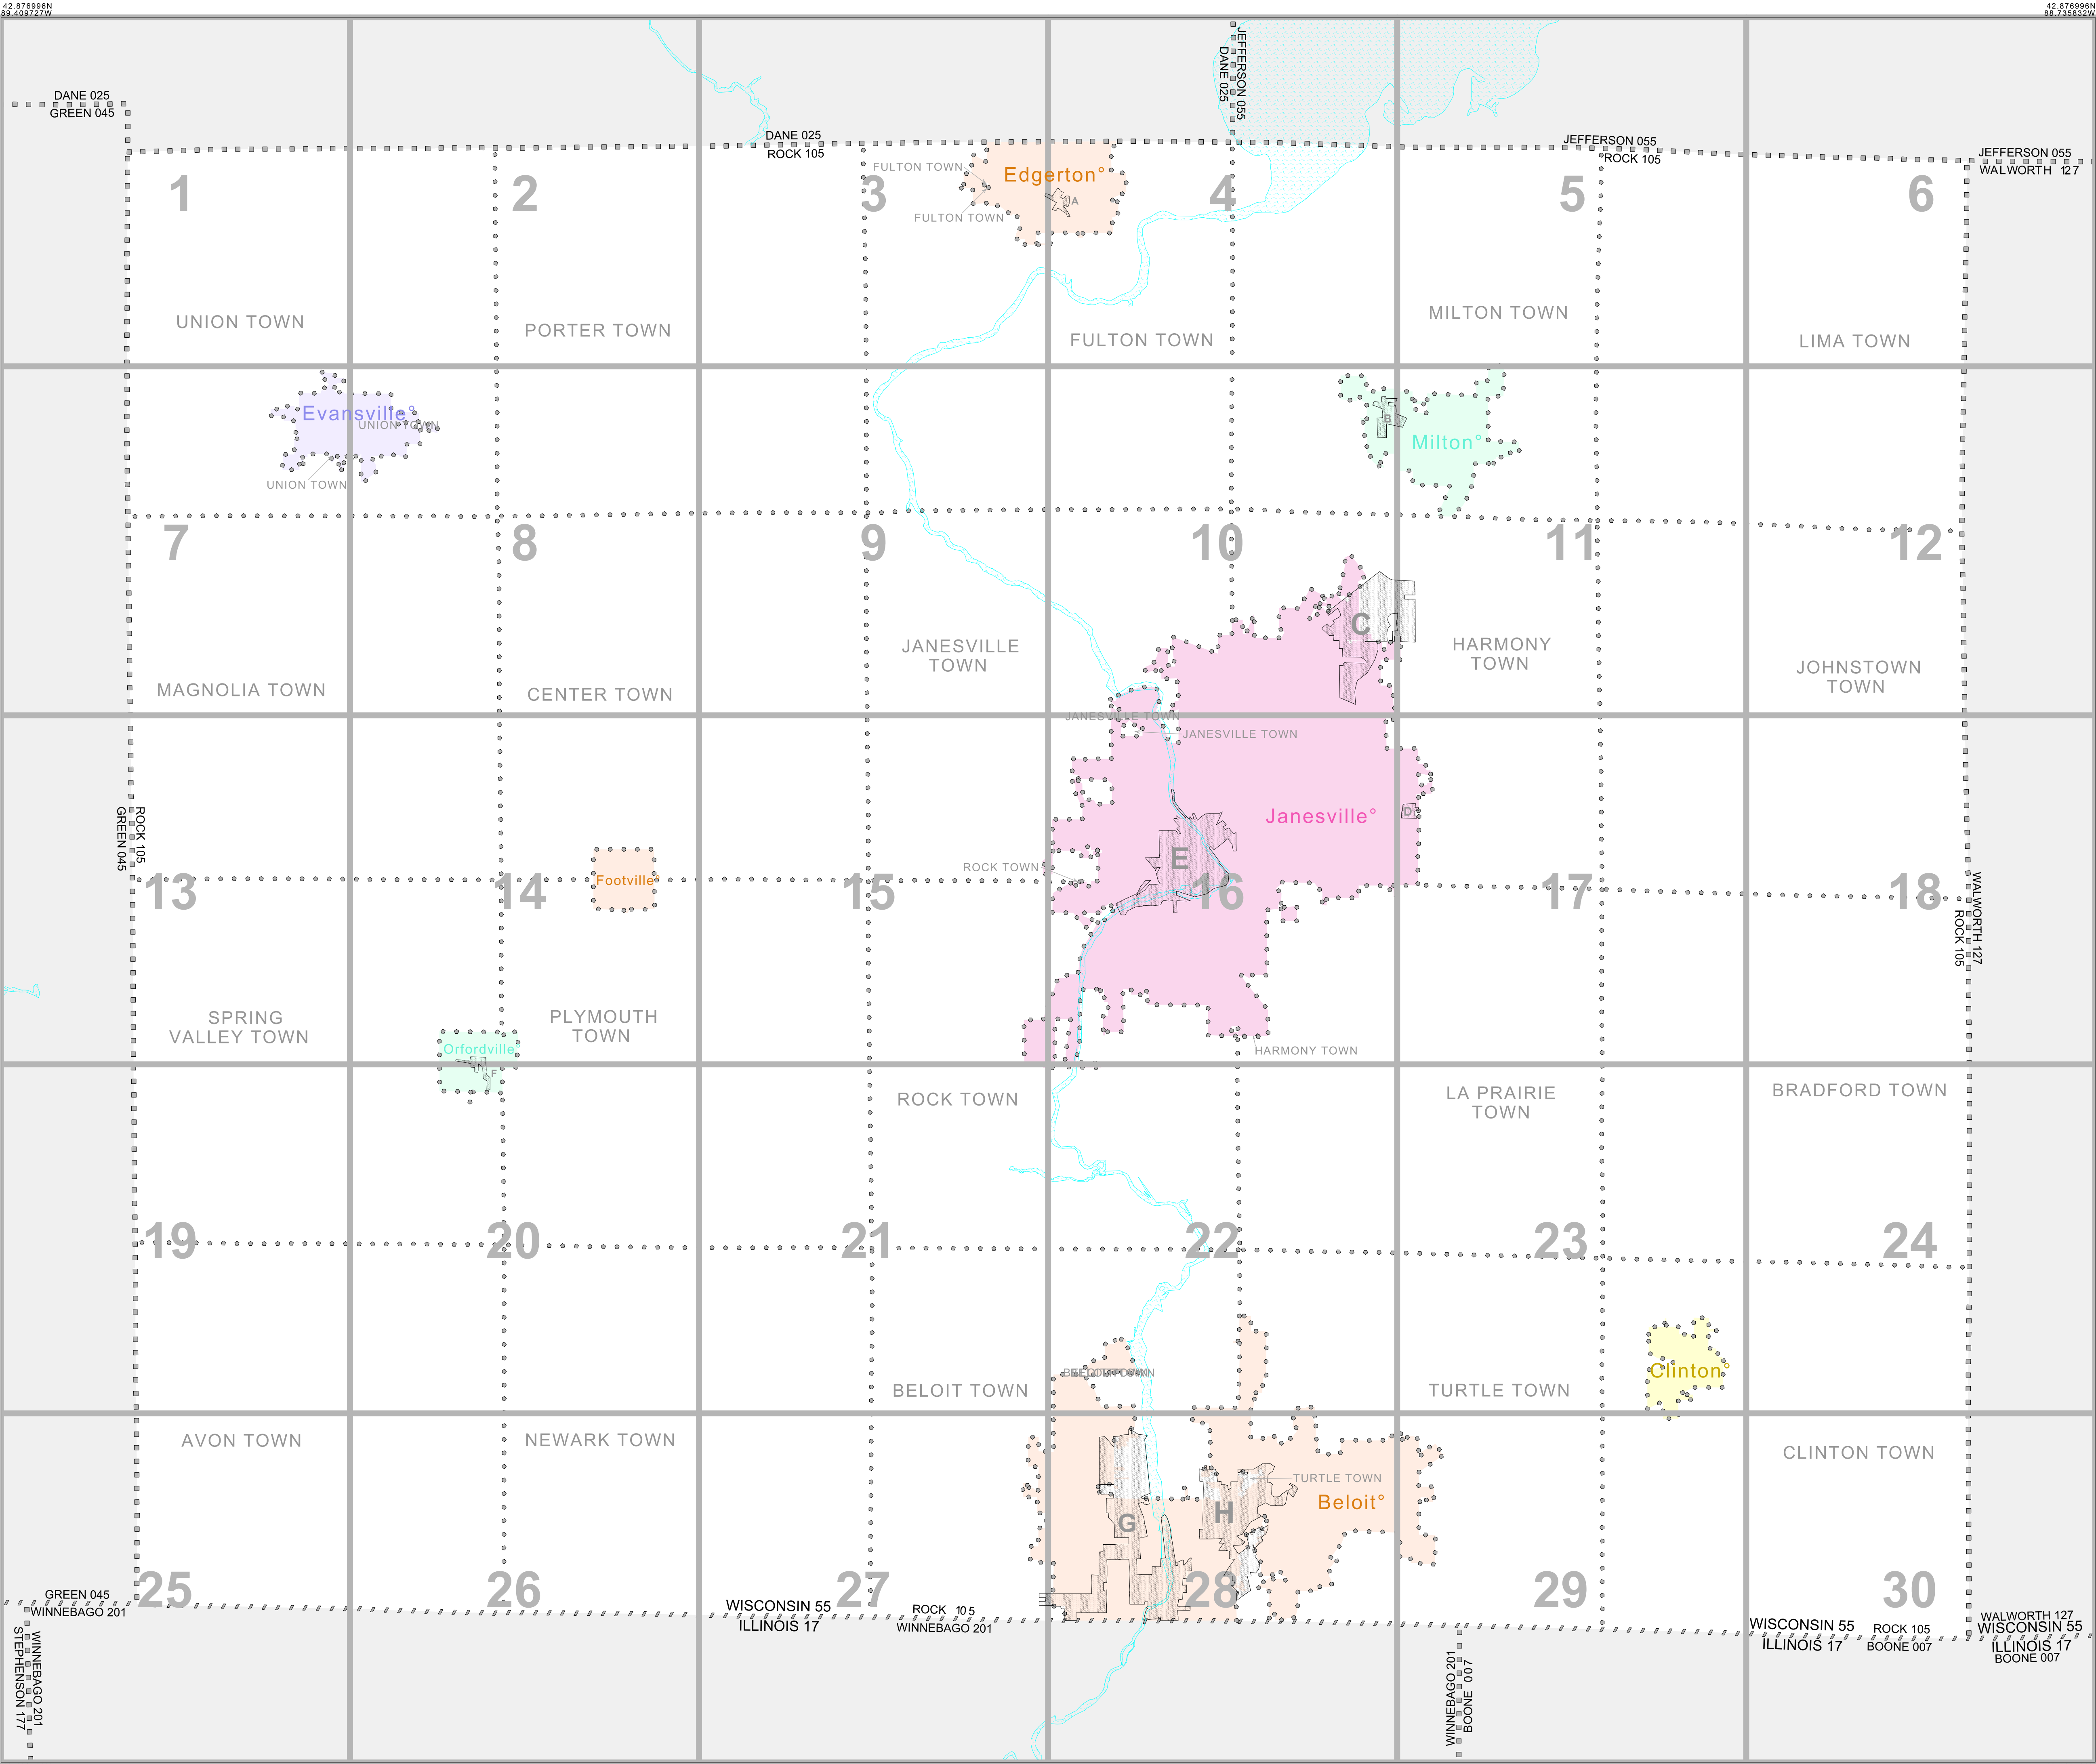 42.876996N
89.409727W
42.876996N
88.735832W
JEFFERSON 055
DANE 025
DANE 025
GREEN 045
DANE 025
ROCK 105
JEFFERSON 055
ROCK 105
JEFFERSON 055
WALWORTH 127
1
2
3
4
5
6
FULTON TOWN
Edgerton°
A
FULTON TOWN
UNION TOWN
PORTER TOWN
FULTON TOWN
MILTON TOWN
LIMA TOWN
Evansville°
UNION TOWN
UNION TOWN
B
Milton°
7
8
9
10
11
12
C
JANESVILLE
TOWN
HARMONY
TOWN
MAGNOLIA TOWN
CENTER TOWN
JOHNSTOWN
TOWN
JANESVILLE TOWN
JANESVILLE TOWN
ROCK 105
GREEN 045
Janesville°
D
E
ROCK TOWN
Footville°
13
14
15
16
17
18
WALWORTH 127
ROCK 105
SPRING
VALLEY TOWN
PLYMOUTH
TOWN
Orfordville°
F
HARMONY TOWN
ROCK TOWN
LA PRAIRIE
TOWN
BRADFORD TOWN
19
20
21
22
23
24
BELOIT TOWN
TURTLE TOWN
Clinton°
AVON TOWN
NEWARK TOWN
CLINTON TOWN
TURTLE TOWN
Beloit°
G
H
25
26
27
28
29
30
GREEN 045
WINNEBAGO 201
WISCONSIN 55
ILLINOIS 17
ROCK 105
WINNEBAGO 201
WISCONSIN 55
ILLINOIS 17
ROCK 105
BOONE 007
WALWORTH 127
WISCONSIN 55
ILLINOIS 17
BOONE 007
WINNEBAGO 201
STEPHENSON 177
WINNEBAGO 201
BOONE 007